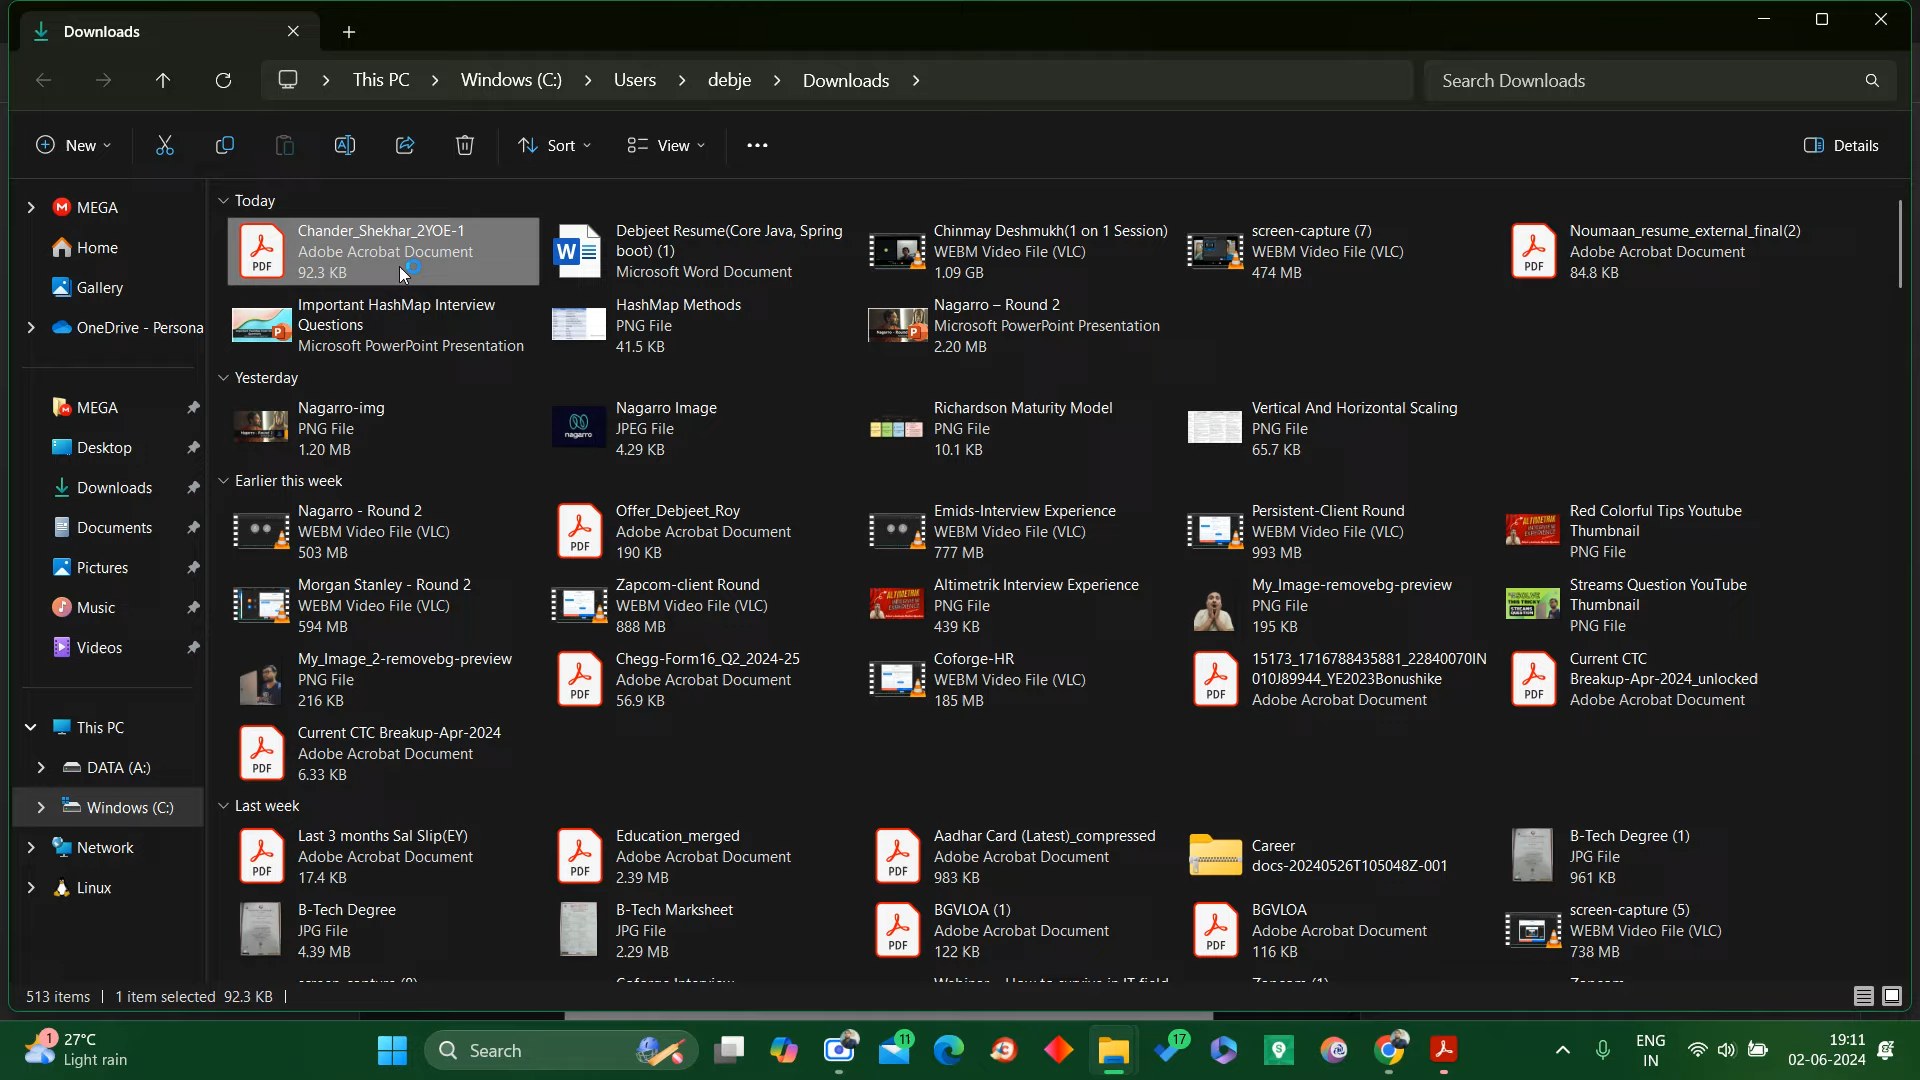 Downloads
This PC
Windows (C:)
Users
debje
Downloads
Search Downloads
New
Sort
View
Details
MEGA
Home
Gallery
OneDrive - Persona
MEGA
Desktop
Downloads
Documents
Pictures
Music
Videos
This PC
DATA (A:)
Windows (C:)
Network
Linux
Today
Chander_Shekhar_2YOE-1
Adobe Acrobat Document
92.3 KB
Debjeet Resume(Core Java, Spring
boot) (1)
Microsoft Word Document
Chinmay Deshmukh(1 on 1 Session)
WEBM Video File (VLC)
1.09 GB
screen-capture (7)
WEBM Video File (VLC)
474 MB
Noumaan_resume_external_final(2)
Adobe Acrobat Document
84.8 KB
Important HashMap Interview
Questions
Microsoft PowerPoint Presentation
HashMap Methods
PNG File
41.5 KB
Nagarro – Round 2
Microsoft PowerPoint Presentation
2.20 MB
Yesterday
Nagarro-img
PNG File
1.20 MB
nagarro
Nagarro Image
JPEG File
4.29 KB
Richardson Maturity Model
PNG File
10.1 KB
Vertical And Horizontal Scaling
PNG File
65.7 KB
Earlier this week
Nagarro - Round 2
WEBM Video File (VLC)
503 MB
Offer_Debjeet_Roy
Adobe Acrobat Document
190 KB
Emids-Interview Experience
WEBM Video File (VLC)
777 MB
Persistent-Client Round
WEBM Video File (VLC)
993 MB
Red Colorful Tips Youtube
Thumbnail
PNG File
Morgan Stanley - Round 2
WEBM Video File (VLC)
594 MB
Zapcom-client Round
WEBM Video File (VLC)
888 MB
Altimetrik Interview Experience
PNG File
439 KB
My_Image-removebg-preview
PNG File
195 KB
Streams Question YouTube
Thumbnail
PNG File
My_Image_2-removebg-preview
PNG File
216 KB
Chegg-Form16_Q2_2024-25
Adobe Acrobat Document
56.9 KB
Coforge-HR
WEBM Video File (VLC)
185 MB
15173_1716788435881_22840070IN
010J89944_YE2023Bonushike
Adobe Acrobat Document
Current CTC
Breakup-Apr-2024_unlocked
Adobe Acrobat Document
Current CTC Breakup-Apr-2024
Adobe Acrobat Document
6.33 KB
Last week
Last 3 months Sal Slip(EY)
Adobe Acrobat Document
17.4 KB
Education_merged
Adobe Acrobat Document
2.39 MB
Aadhar Card (Latest)_compressed
Adobe Acrobat Document
983 KB
Career
docs-20240526T105048Z-001
B-Tech Degree (1)
JPG File
961 KB
B-Tech Degree
JPG File
4.39 MB
B-Tech Marksheet
JPG File
2.29 MB
BGVLOA (1)
Adobe Acrobat Document
122 KB
BGVLOA
Adobe Acrobat Document
116 KB
screen-capture (5)
WEBM Video File (VLC)
738 MB
513 items
1 item selected 92.3 KB
1
27°C
Light rain
Search
11
17
ENG
IN
19:11
02-06-2024